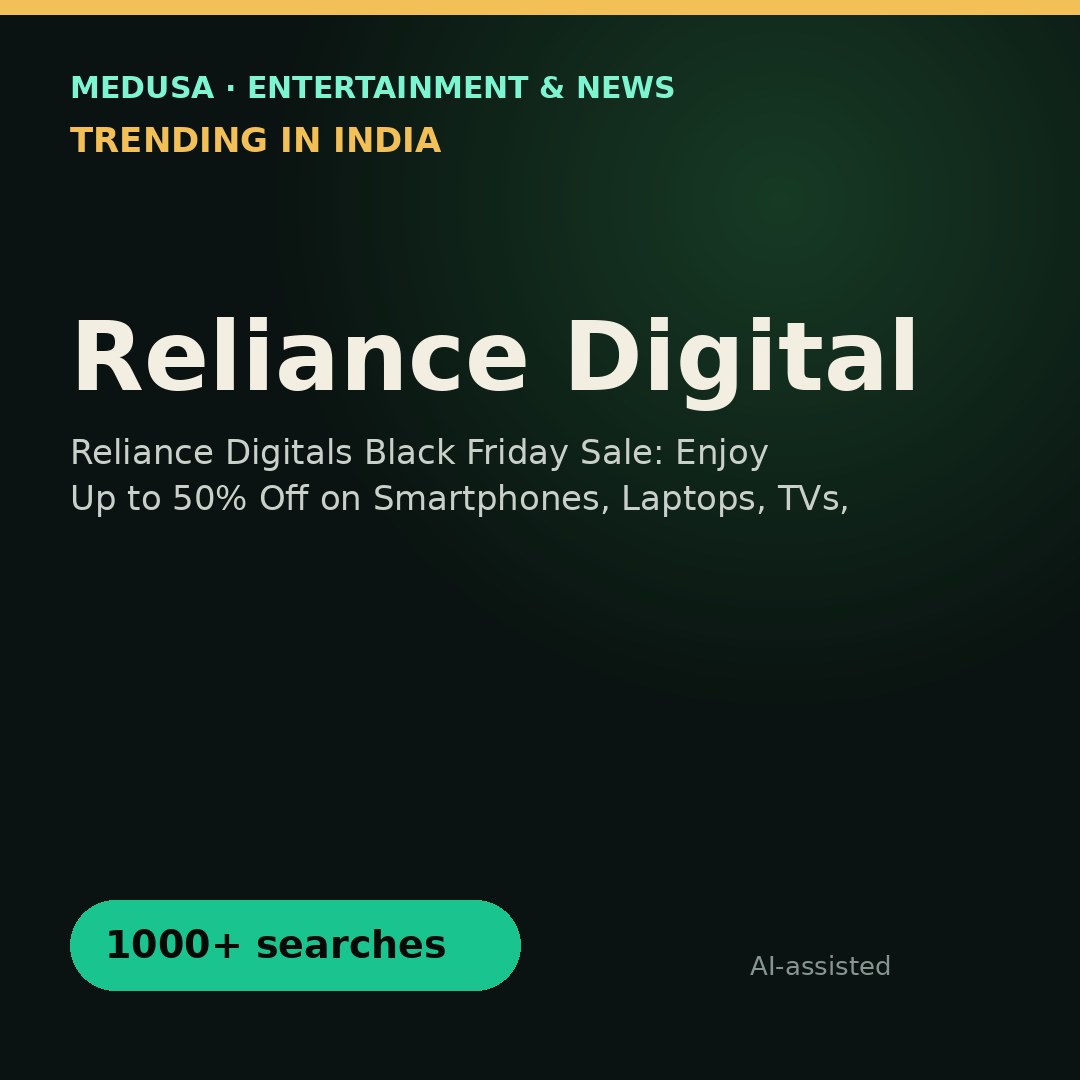 MEDUSA · ENTERTAINMENT & NEWS
TRENDING IN INDIA
Reliance Digital
Reliance Digitals Black Friday Sale: Enjoy
Up to 50% Off on Smartphones, Laptops, TVs,
1000+ searches
AI-assisted